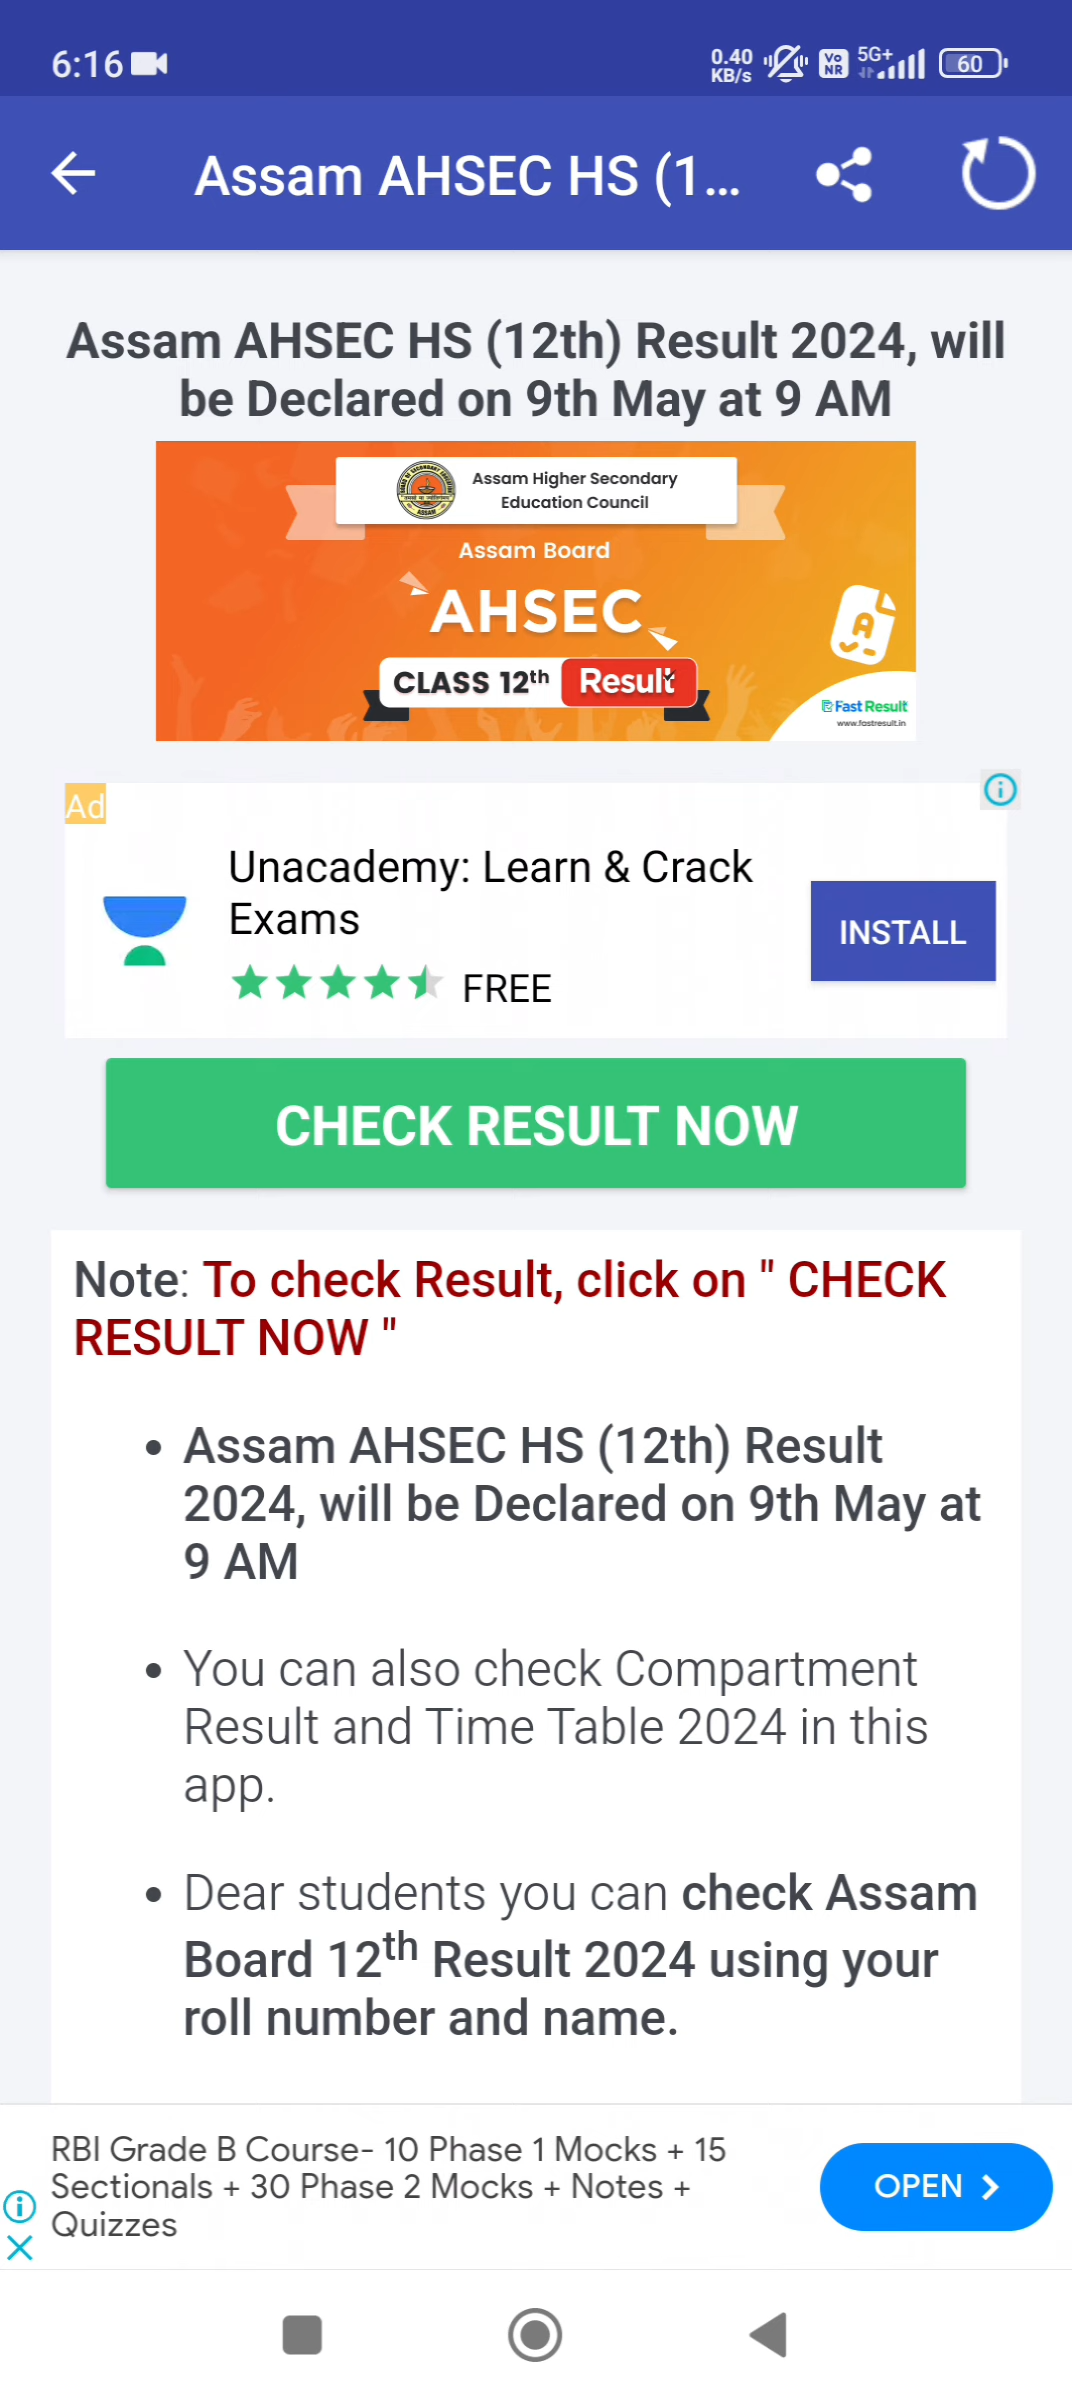 6:16
0.40
KB/s
Vo
NR
5G+
60
Assam AHSEC HS (1...
Assam AHSEC HS (12th) Result 2024, will
be Declared on 9th May at 9 AM
Assam Higher Secondary
Education Council
Assam Board
AHSEC
CLASS 12th Result
Fast Result
www.fastresult.in
Ad
Unacademy: Learn & Crack
Exams
FREE
INSTALL
CHECK RESULT NOW
Note: To check Result, click on " CHECK
RESULT NOW "
• Assam AHSEC HS (12th) Result
2024, will be Declared on 9th May at
9 AM
• You can also check Compartment
Result and Time Table 2024 in this
app.
• Dear students you can check Assam
Board 12th Result 2024 using your
roll number and name.
RBI Grade B Course- 10 Phase 1 Mocks + 15
Sectionals + 30 Phase 2 Mocks + Notes +
Quizzes
OPEN